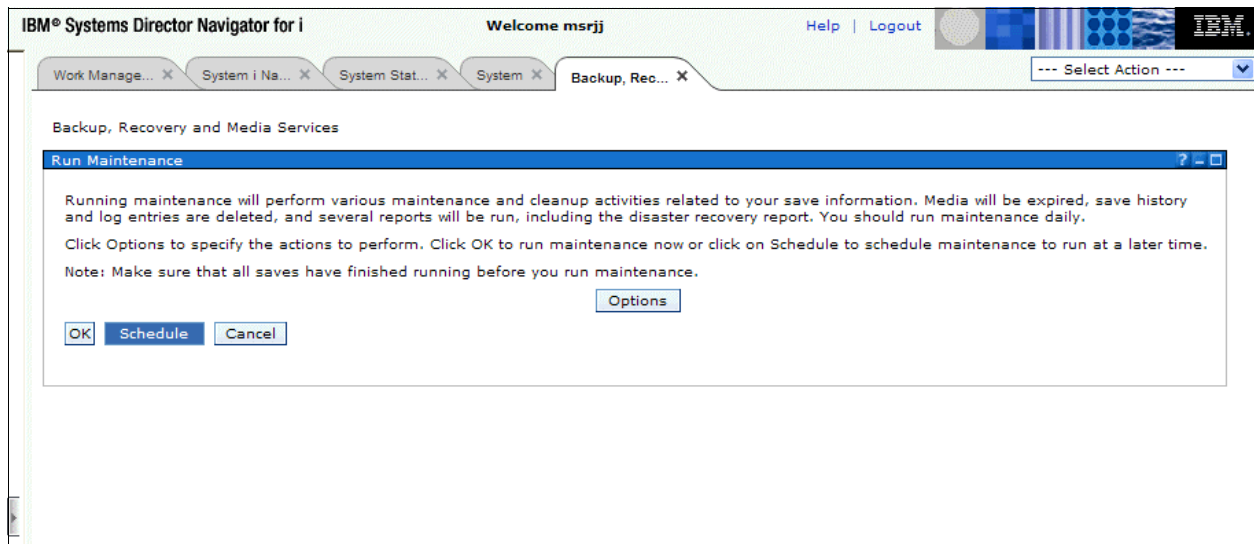 IBM® Systems Director Navigator for i
Welcome msrjj
Help | Logout
IBM.
Work Manage...
System i Na...
System Stat...
System
Backup, Rec...
--- Select Action ---
Backup, Recovery and Media Services
Run Maintenance
Running maintenance will perform various maintenance and cleanup activities related to your save information. Media will be expired, save history
and log entries are deleted, and several reports will be run, including the disaster recovery report. You should run maintenance daily.
Click Options to specify the actions to perform. Click OK to run maintenance now or click on Schedule to schedule maintenance to run at a later time.
Note: Make sure that all saves have finished running before you run maintenance.
Options
OK Schedule Cancel